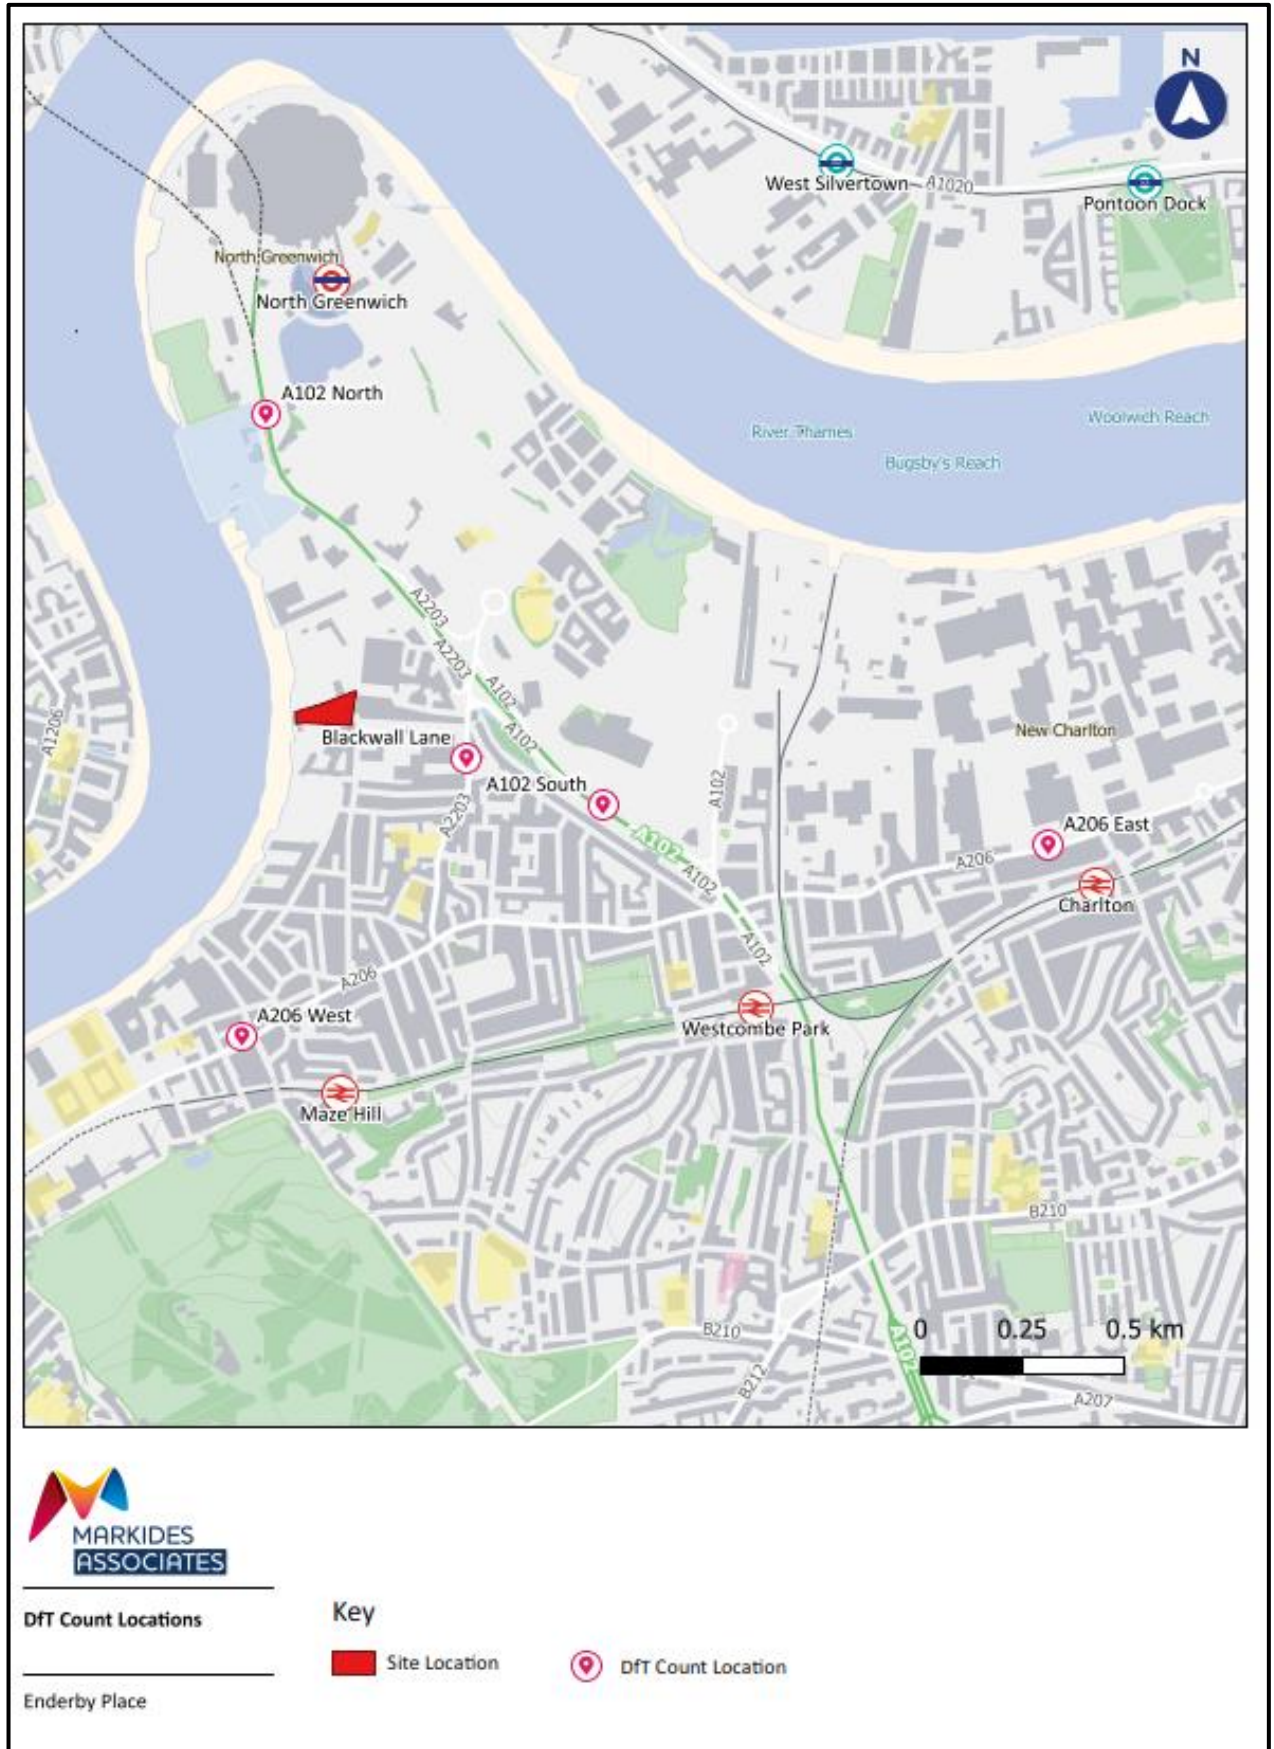 N
West Silvertown
A1020
Pontoon Dock
North Greenwich
North Greenwich
A102 North
River Thames
Woolwich Reach
Bugsby's Reach
A2203
A2203
A102
A102
A1206
Blackwall Lane
New Charlton
A102 South
A102
A2203
A206 East
A102
A102
A206
Charlton
A102
A206
A206 West
Westcombe Park
Maze Hill
B210
B210
0 0.25 0.5 km
A102
B212
A207
MARKIDES
ASSOCIATES
DfT Count Locations
Key
Site Location
DfT Count Location
Enderby Place